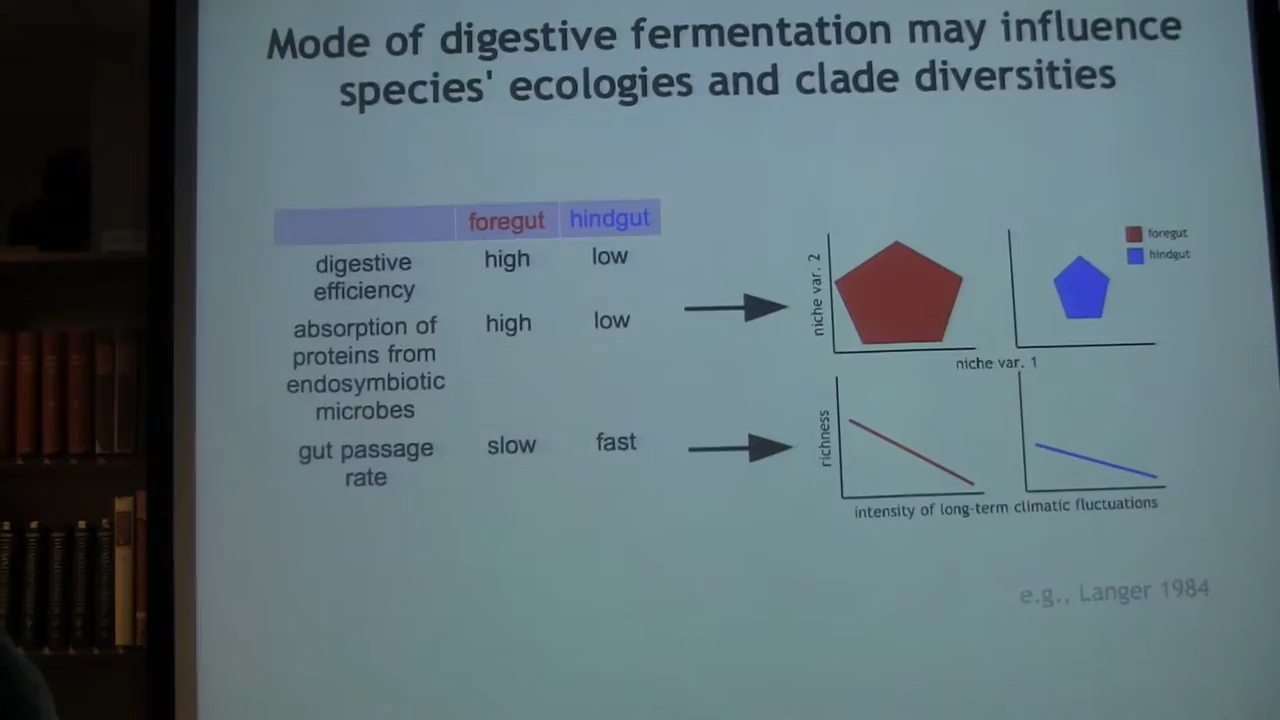 Mode of digestive fermentation may influence
species' ecologies and clade diversities
foregut hindgut
digestive efficiency high low
absorption of proteins from endosymbiotic microbes high low
gut passage rate slow fast
foregut
hindgut
niche var. 2
niche var. 1
richness
intensity of long-term climatic fluctuations
e.g., Langer 1984